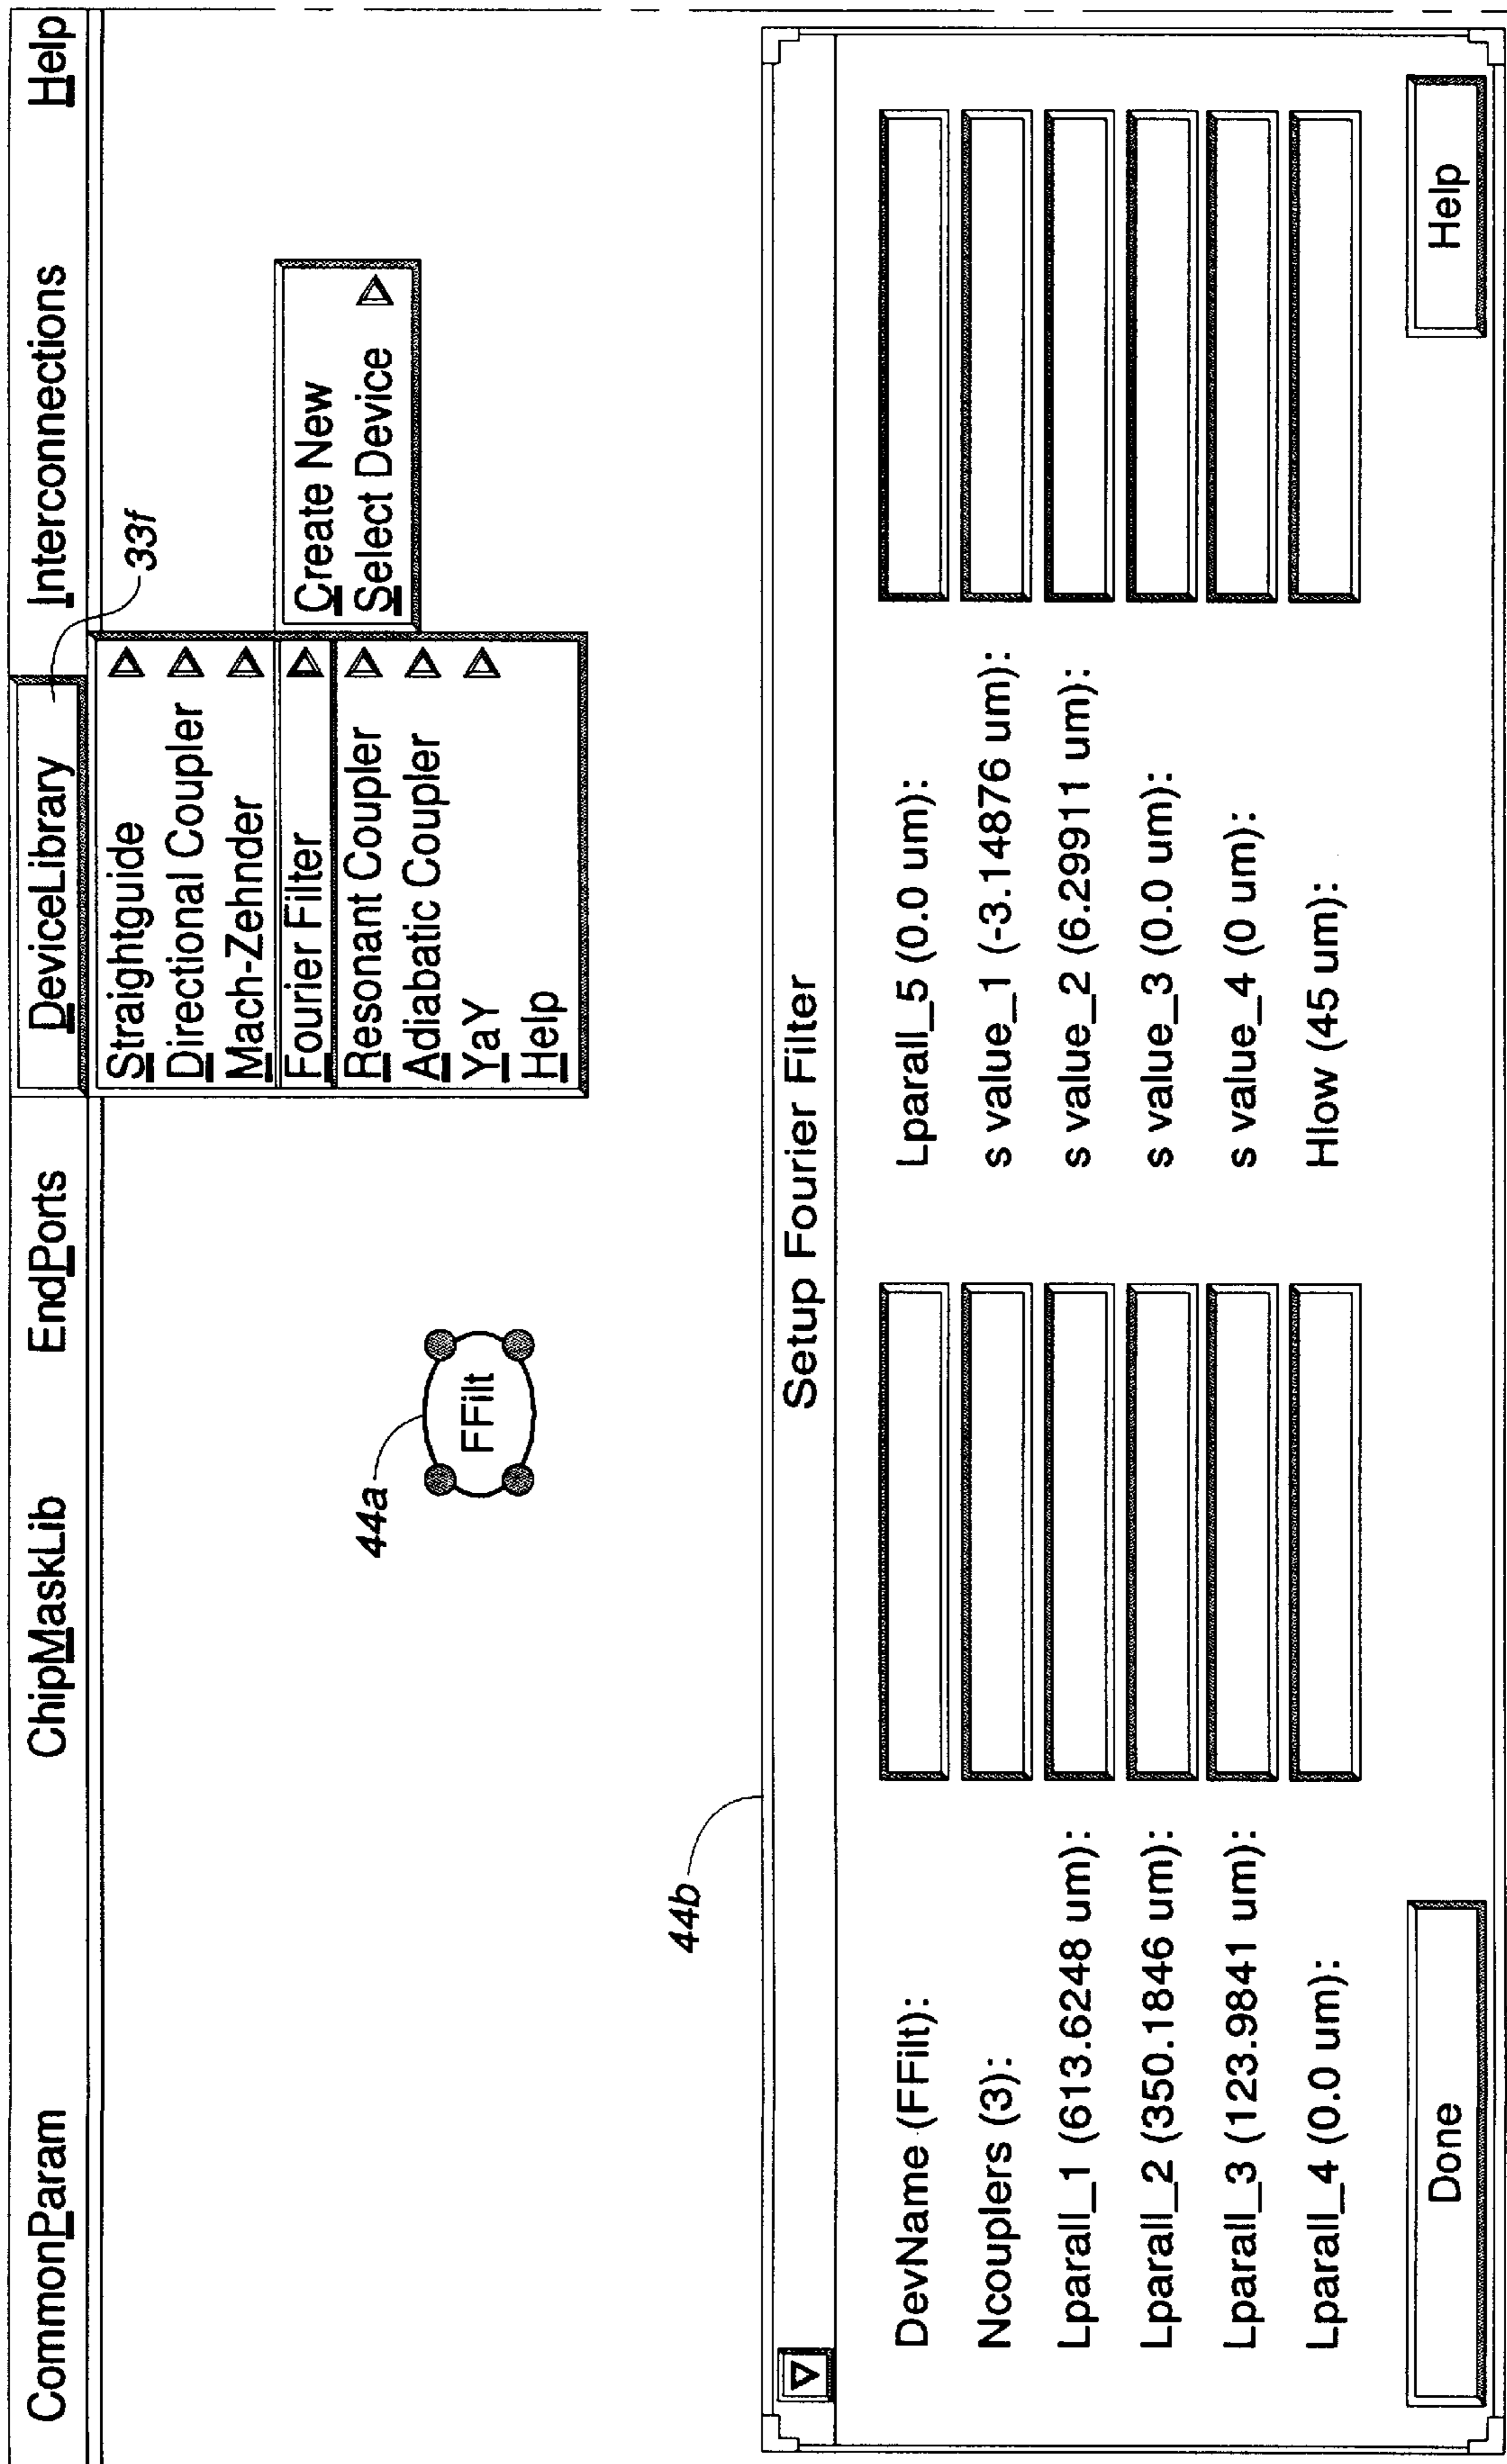 CommonParam ChipMaskLib EndPorts DeviceLibrary Interconnections Help
33f
Straightguide
Directional Coupler
Mach-Zehnder
Fourier Filter
Resonant Coupler
Adiabatic Coupler
YaY
Help
Create New
Select Device
44a
FFilt
44b
Setup Fourier Filter
DevName (FFilt):
Ncouplers (3):
Lparall_1 (613.6248 um):
Lparall_2 (350.1846 um):
Lparall_3 (123.9841 um):
Lparall_4 (0.0 um):
Lparall_5 (0.0 um):
s value_1 (-3.14876 um):
s value_2 (6.29911 um):
s value_3 (0.0 um):
s value_4 (0 um):
Hlow (45 um):
Done
Help